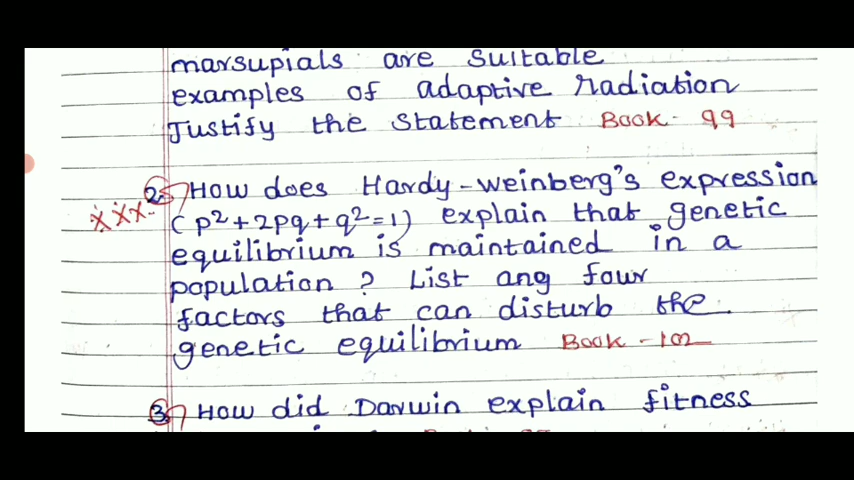 marsupials are suitable
examples of adaptive radiation
Justify the statement Book - 99
xxx 2. How does Hardy-weinberg's expression
(p²+2pq+q²=1) explain that genetic
equilibrium is maintained in a
population ? List any four
factors that can disturb the
genetic equilibrium Book - 102
3. How did Darwin explain fitness